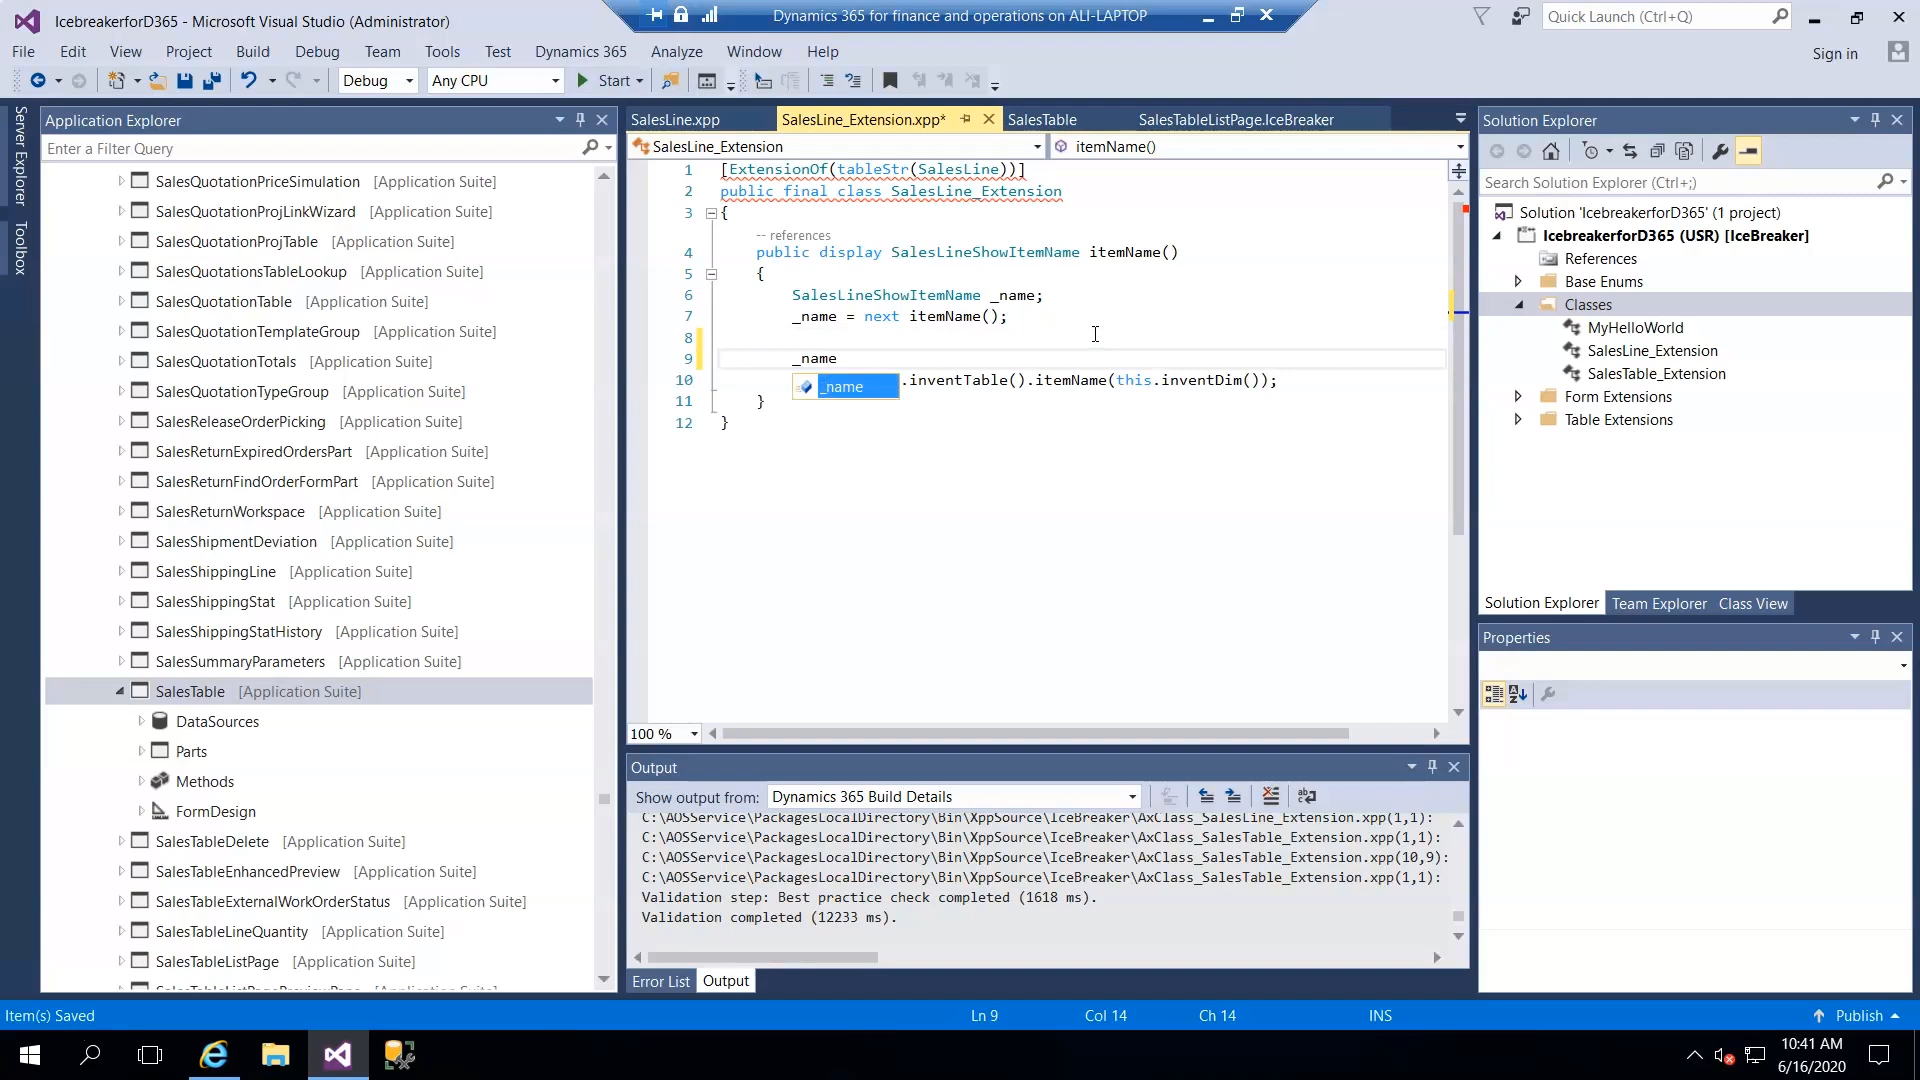 IcebreakerforD365 - Microsoft Visual Studio (Administrator)
Dynamics 365 for finance and operations on ALI-LAPTOP
Quick Launch (Ctrl+Q)
File Edit View Project Build Debug Team Tools Test Dynamics 365 Analyze Window Help
Sign in
Debug Any CPU Start
Server Explorer
Toolbox
Application Explorer
Enter a Filter Query
SalesQuotationPriceSimulation [Application Suite]
SalesQuotationProjLinkWizard [Application Suite]
SalesQuotationProjTable [Application Suite]
SalesQuotationsTableLookup [Application Suite]
SalesQuotationTable [Application Suite]
SalesQuotationTemplateGroup [Application Suite]
SalesQuotationTotals [Application Suite]
SalesQuotationTypeGroup [Application Suite]
SalesReleaseOrderPicking [Application Suite]
SalesReturnExpiredOrdersPart [Application Suite]
SalesReturnFindOrderFormPart [Application Suite]
SalesReturnWorkspace [Application Suite]
SalesShipmentDeviation [Application Suite]
SalesShippingLine [Application Suite]
SalesShippingStat [Application Suite]
SalesShippingStatHistory [Application Suite]
SalesSummaryParameters [Application Suite]
SalesTable [Application Suite]
DataSources
Parts
Methods
FormDesign
SalesTableDelete [Application Suite]
SalesTableEnhancedPreview [Application Suite]
SalesTableExternalWorkOrderStatus [Application Suite]
SalesTableLineQuantity [Application Suite]
SalesTableListPage [Application Suite]
SalesLine.xpp SalesLine_Extension.xpp* SalesTable SalesTableListPage.IceBreaker
SalesLine_Extension itemName()
1 [ExtensionOf(tableStr(SalesLine))]
2 public final class SalesLine_Extension
3 {
-- references
4 public display SalesLineShowItemName itemName()
5 {
6 SalesLineShowItemName _name;
7 _name = next itemName();
8
9 _name
10 .inventTable().itemName(this.inventDim());
_name
11 }
12 }
100 %
Output
Show output from: Dynamics 365 Build Details
C:\AOSService\PackagesLocalDirectory\Bin\XppSource\IceBreaker\AxClass_SalesLine_Extension.xpp(1,1):
C:\AOSService\PackagesLocalDirectory\Bin\XppSource\IceBreaker\AxClass_SalesTable_Extension.xpp(1,1):
C:\AOSService\PackagesLocalDirectory\Bin\XppSource\IceBreaker\AxClass_SalesTable_Extension.xpp(10,9):
C:\AOSService\PackagesLocalDirectory\Bin\XppSource\IceBreaker\AxClass_SalesTable_Extension.xpp(1,1):
Validation step: Best practice check completed (1618 ms).
Validation completed (12233 ms).
Error List Output
Solution Explorer
Search Solution Explorer (Ctrl+;)
Solution 'IcebreakerforD365' (1 project)
IcebreakerforD365 (USR) [IceBreaker]
References
Base Enums
Classes
MyHelloWorld
SalesLine_Extension
SalesTable_Extension
Form Extensions
Table Extensions
Solution Explorer Team Explorer Class View
Properties
Item(s) Saved Ln 9 Col 14 Ch 14 INS Publish
10:41 AM
6/16/2020